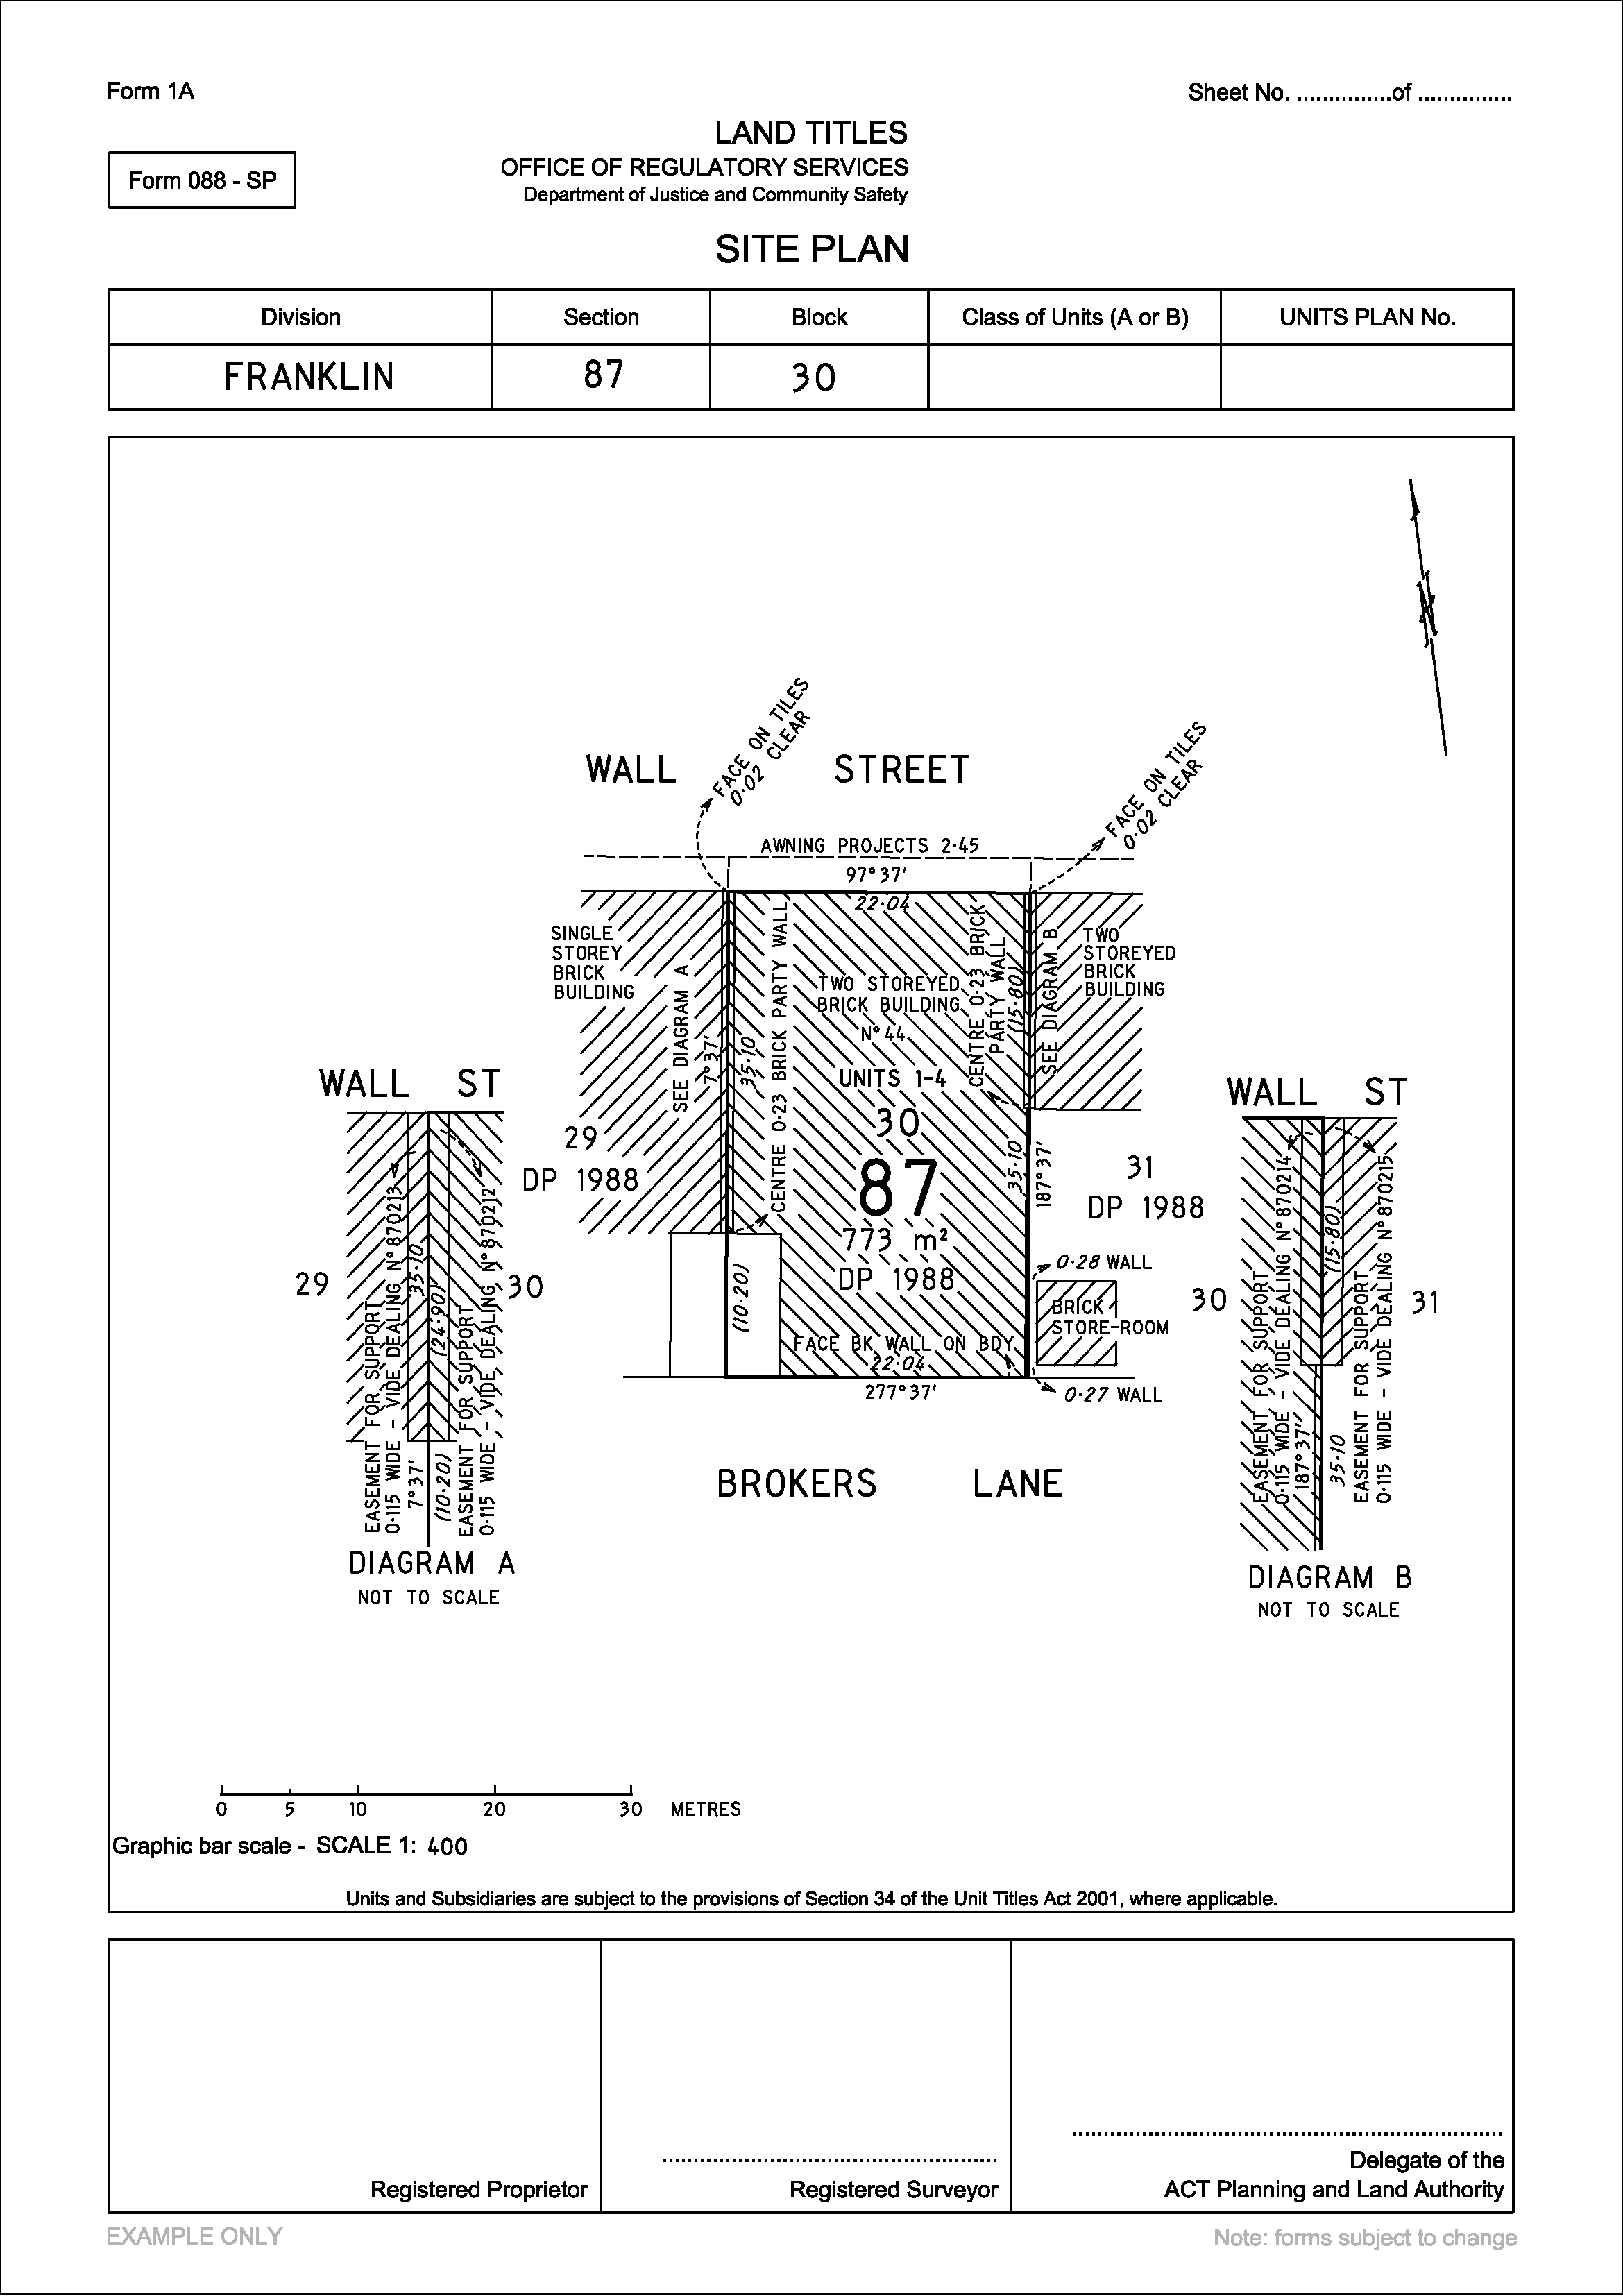 Form 1A
Sheet No. ...............of ...............
LAND TITLES
Form 088 - SP
OFFICE OF REGULATORY SERVICES
Department of Justice and Community Safety
SITE PLAN
Division
Section
Block
Class of Units (A or B)
UNITS PLAN No.
FRANKLIN
87
30
N
FACE ON TILES
0·02 CLEAR
FACE ON TILES
0·02 CLEAR
WALL STREET
AWNING PROJECTS 2·45
97°37'
22·04
SINGLE
STOREY
BRICK
BUILDING
SEE DIAGRAM A
7°37'
35·10
CENTRE 0·23 BRICK PARTY WALL
TWO STOREYED
BRICK BUILDING
Nº 44
UNITS 1-4
30
87
773 m²
DP 1988
CENTRE 0·23 BRICK
PARTY WALL
(15·80)
SEE DIAGRAM B
TWO
STOREYED
BRICK
BUILDING
29
DP 1988
35·10
187°37'
31
DP 1988
(10·20)
0·28 WALL
BRICK
STORE-ROOM
FACE BK WALL ON BDY
22·04
277°37'
0·27 WALL
BROKERS LANE
WALL ST
29
EASEMENT FOR SUPPORT
0·115 WIDE - VIDE DEALING Nº 870213
35·10
7°37'
(24·90)
(10·20)
EASEMENT FOR SUPPORT
0·115 WIDE - VIDE DEALING Nº 870212
30
DIAGRAM A
NOT TO SCALE
WALL ST
30
EASEMENT FOR SUPPORT
0·115 WIDE - VIDE DEALING Nº 870214
187°37'
(15·80)
35·10
EASEMENT FOR SUPPORT
0·115 WIDE - VIDE DEALING Nº 870215
31
DIAGRAM B
NOT TO SCALE
0 5 10 20 30 METRES
Graphic bar scale - SCALE 1: 400
Units and Subsidiaries are subject to the provisions of Section 34 of the Unit Titles Act 2001, where applicable.
Registered Proprietor
Registered Surveyor
Delegate of the
ACT Planning and Land Authority
EXAMPLE ONLY
Note: forms subject to change